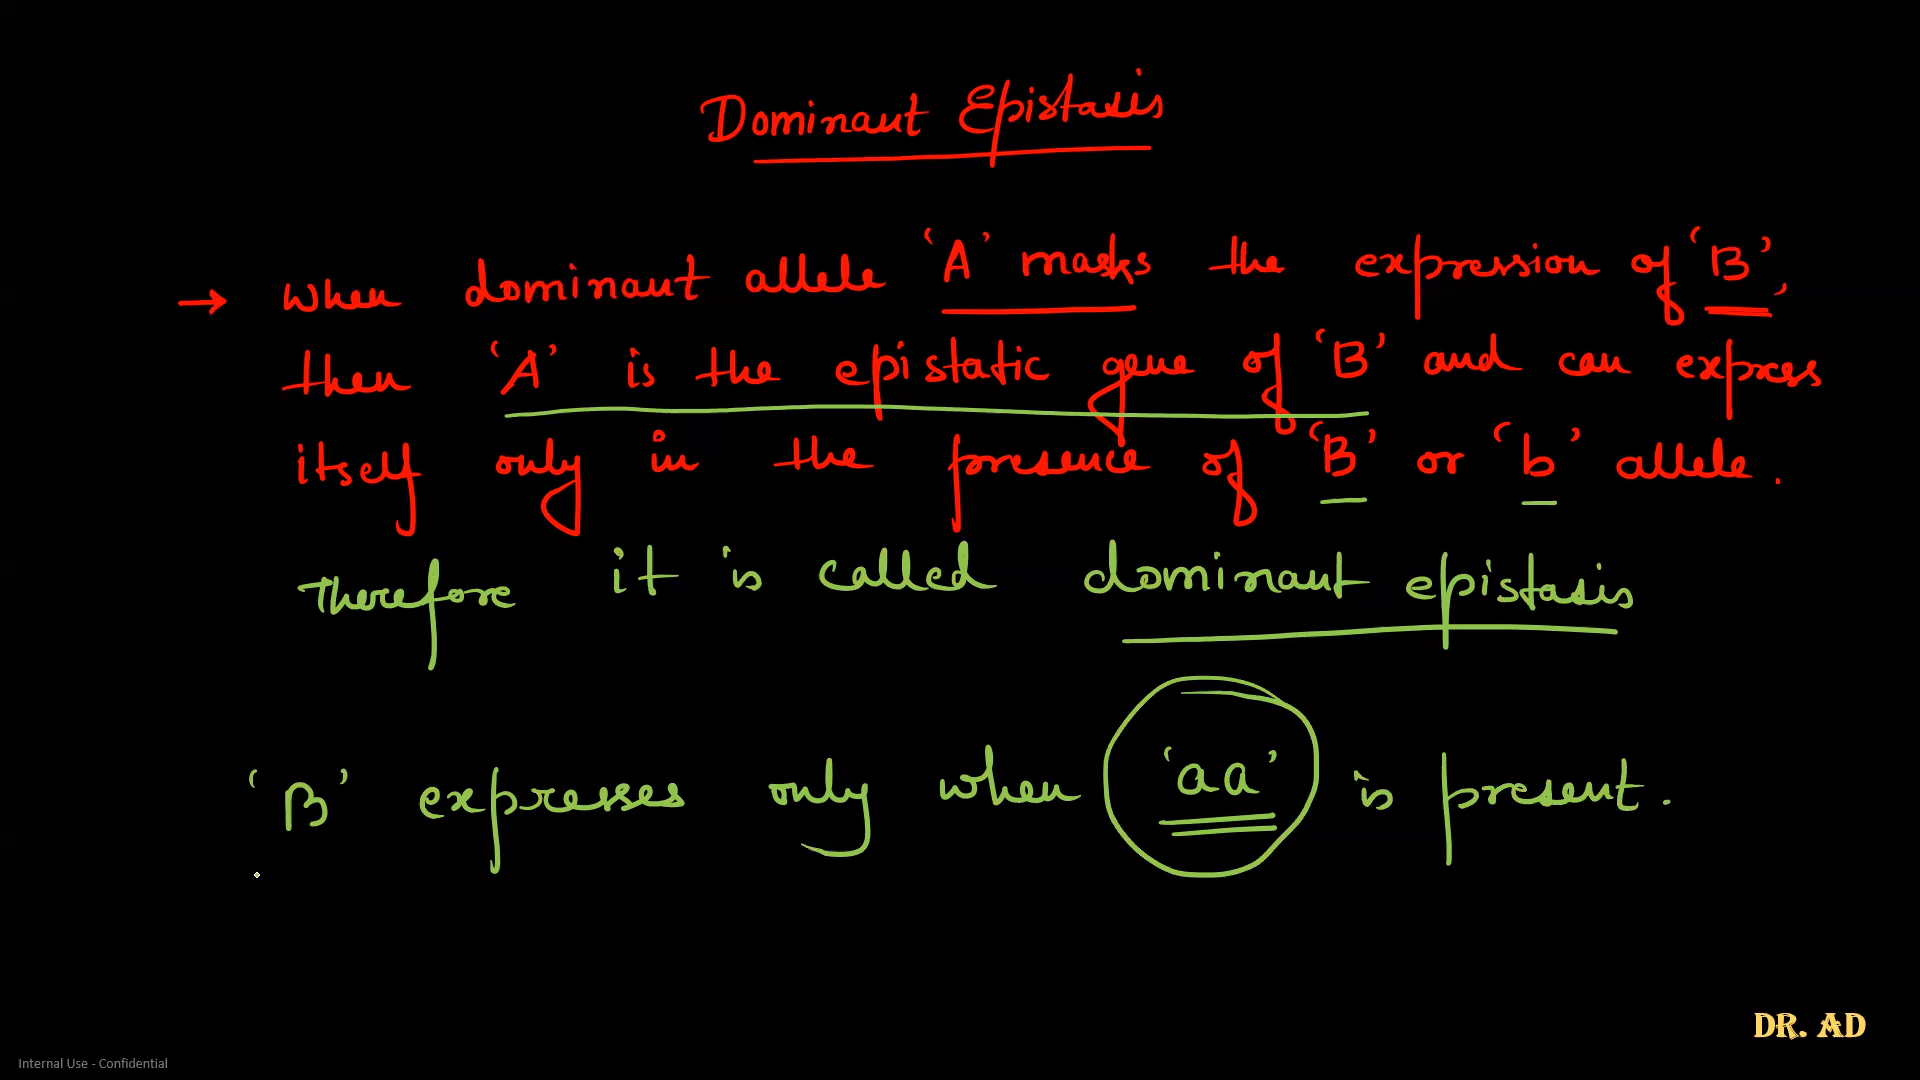 Dominant Epistasis
→ when dominant allele 'A' masks the expression of 'B',
then 'A' is the epistatic gene of 'B' and can express
itself only in the presence of 'B' or 'b' allele.
Therefore it is called dominant epistasis
'B' expresses only when 'aa' is present.
DR. AD
Internal Use - Confidential